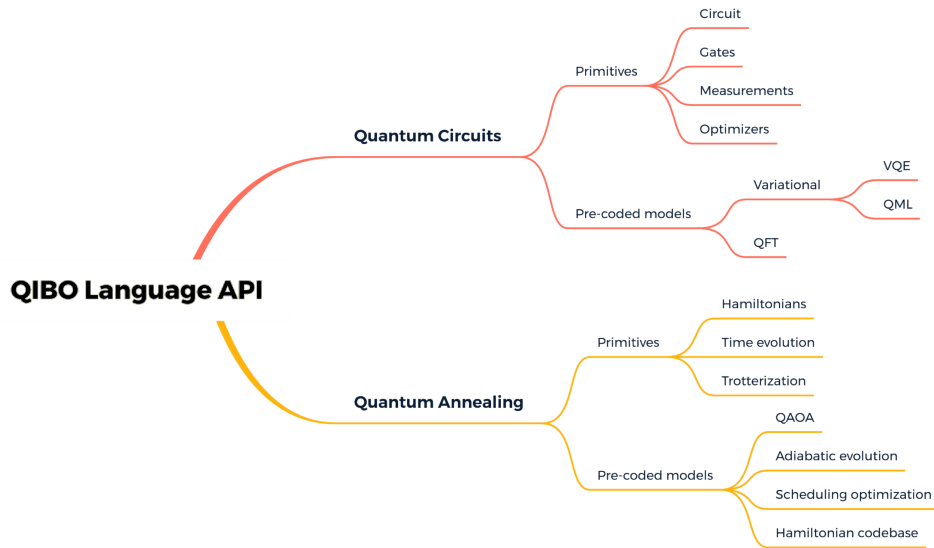 Circuit
Gates
Primitives
Measurements
Optimizers
Quantum Circuits
VQE
Variational
QML
Pre-coded models
QFT
QIBO Language API
Hamiltonians
Primitives
Time evolution
Trotterization
Quantum Annealing
QAOA
Adiabatic evolution
Pre-coded models
Scheduling optimization
Hamiltonian codebase